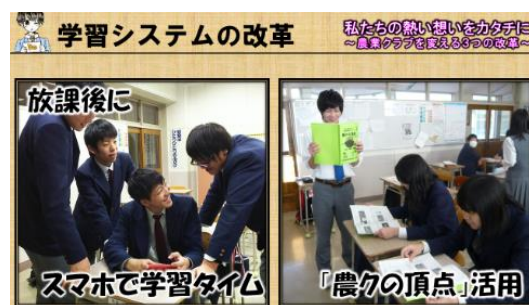 学習システムの改革
私たちの熱い想いをカタチに
～農業クラブを変える3つの改革～
放課後に
スマホで学習タイム
「農クの頂点」活用